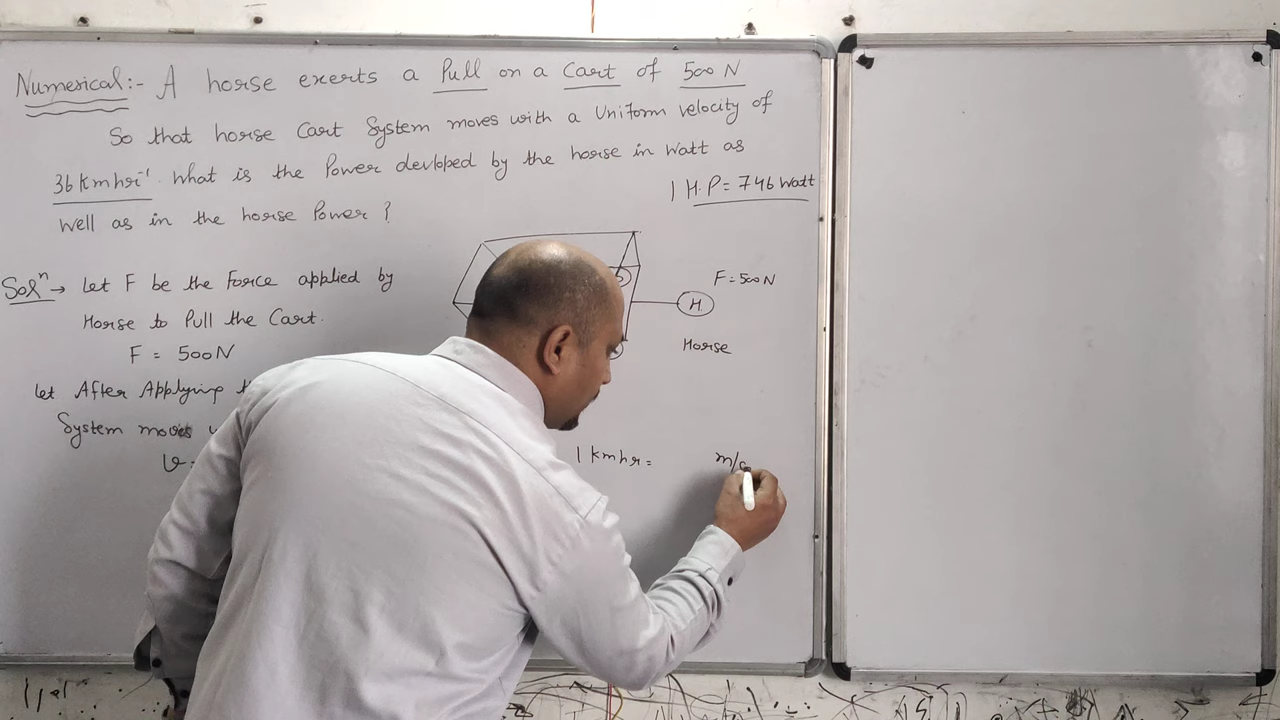 Numerical:- A horse exerts a Pull on a Cart of 500 N
So that horse Cart System moves with a Uniform velocity of
36 Kmhr⁻¹. What is the Power devloped by the horse in Watt as
well as in the horse Power?
1 H.P = 746 Watt
Solⁿ → Let F be the Force applied by
Horse to Pull the Cart.
F = 500N
Let After Applying
System moves
v=
F=500N
H
Horse
1 kmhr= m/s